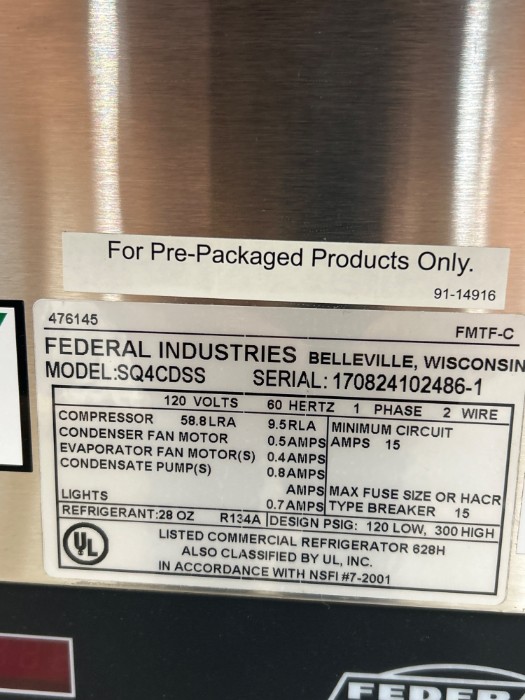 For Pre-Packaged Products Only.
91-14916
476145 FMTF-C
FEDERAL INDUSTRIES BELLEVILLE, WISCONSIN
MODEL:SQ4CDSS SERIAL: 170824102486-1
120 VOLTS 60 HERTZ 1 PHASE 2 WIRE
COMPRESSOR 58.8LRA 9.5RLA MINIMUM CIRCUIT
CONDENSER FAN MOTOR 0.5AMPS AMPS 15
EVAPORATOR FAN MOTOR(S) 0.4AMPS
CONDENSATE PUMP(S) 0.8AMPS
AMPS MAX FUSE SIZE OR HACR
LIGHTS 0.7AMPS TYPE BREAKER 15
REFRIGERANT:28 OZ R134A DESIGN PSIG: 120 LOW, 300 HIGH
UL
LISTED COMMERCIAL REFRIGERATOR 628H
ALSO CLASSIFIED BY UL, INC.
IN ACCORDANCE WITH NSFI #7-2001
FEDER